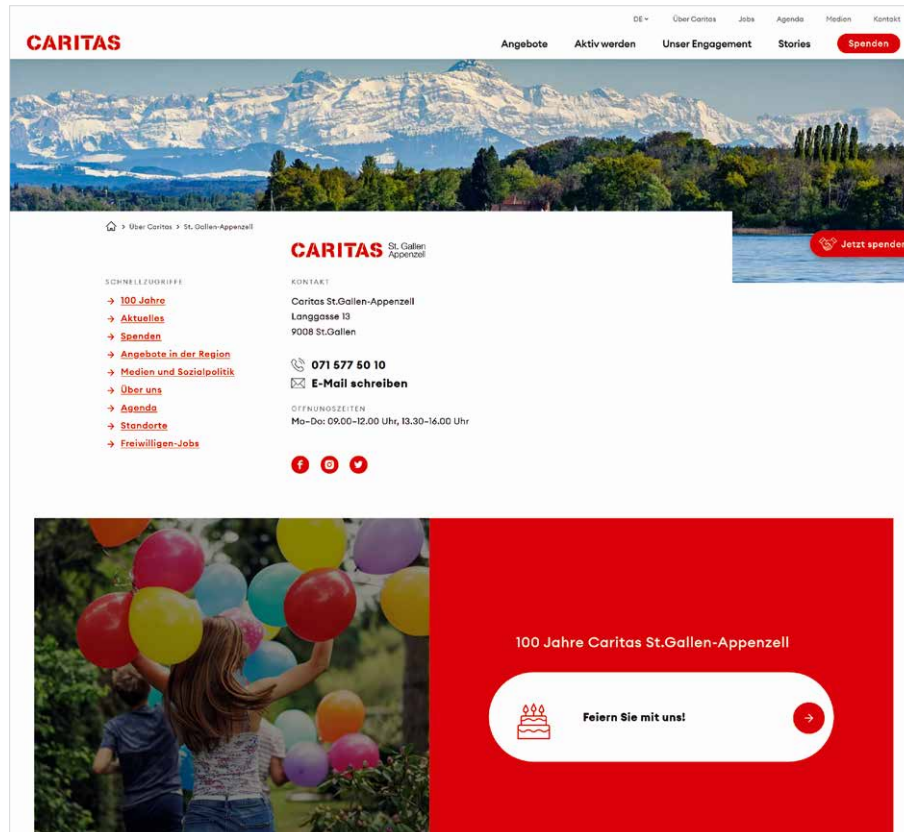 DE Über Caritas Jobs Agenda Medien Kontakt
CARITAS
Angebote Aktiv werden Unser Engagement Stories Spenden
> Über Caritas > St. Gallen-Appenzell
Jetzt spenden
CARITAS St. Gallen
Appenzell
SCHNELLZUGRIFFE
→ 100 Jahre
→ Aktuelles
→ Spenden
→ Angebote in der Region
→ Medien und Sozialpolitik
→ Über uns
→ Agenda
→ Standorte
→ Freiwilligen-Jobs
KONTAKT
Caritas St.Gallen-Appenzell
Langgasse 13
9008 St.Gallen
071 577 50 10
E-Mail schreiben
ÖFFNUNGSZEITEN
Mo–Do: 09.00–12.00 Uhr, 13.30–16.00 Uhr
100 Jahre Caritas St.Gallen-Appenzell
Feiern Sie mit uns!